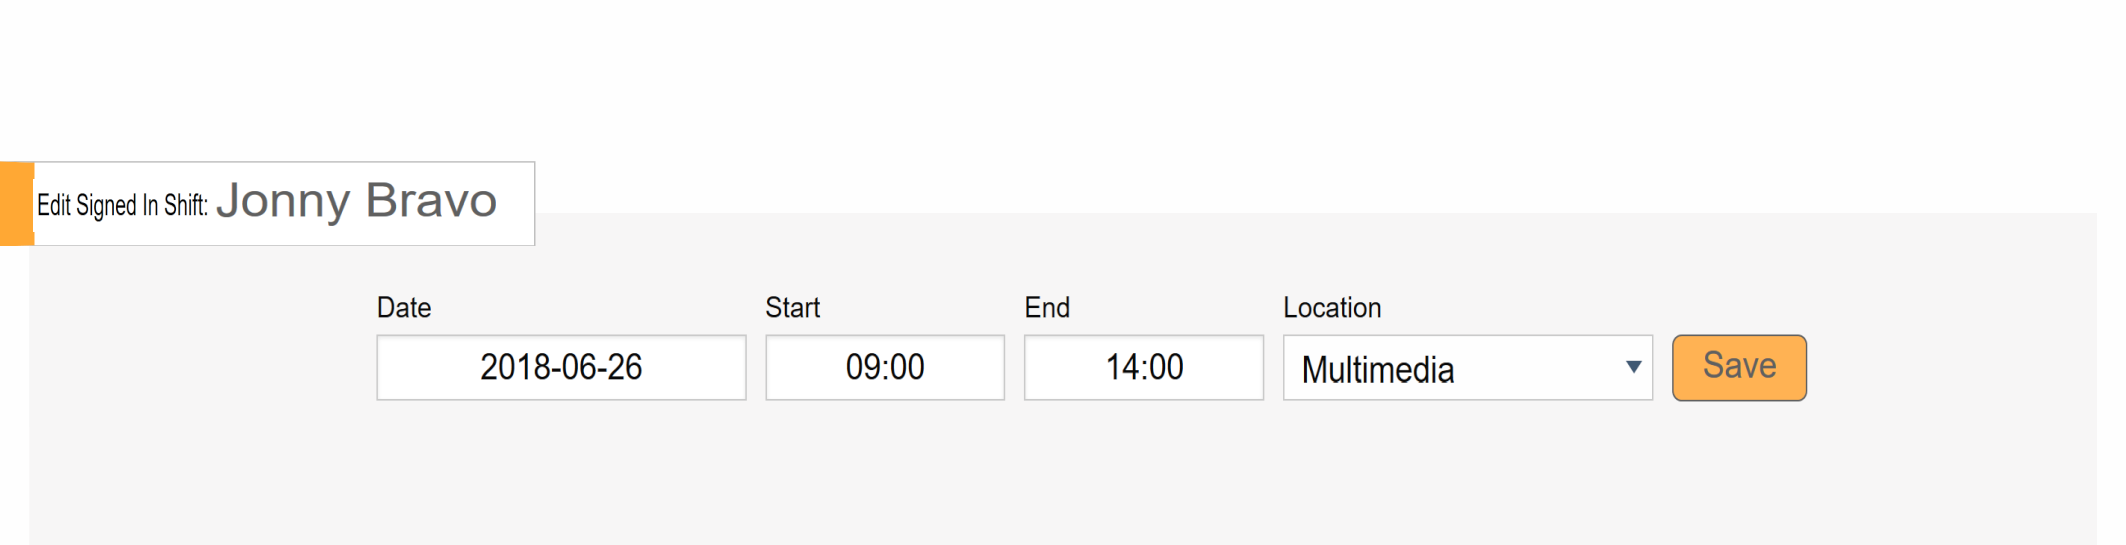 Edit Signed In Shift: Jonny Bravo
Date Start End Location
2018-06-26 09:00 14:00 Multimedia Save